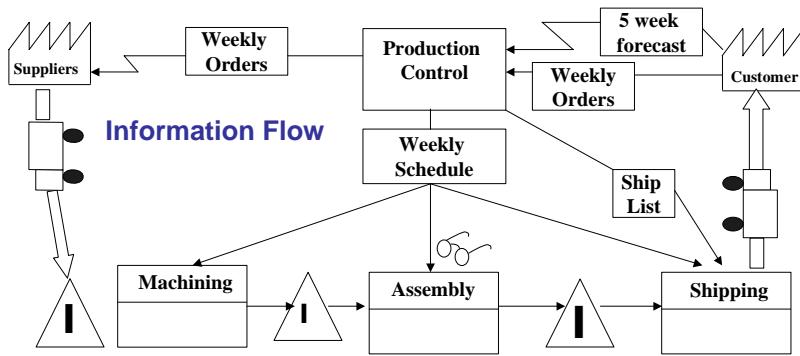 5 week
forecast
Weekly
Orders
Production
Control
Suppliers
Weekly
Orders
Customer
Information Flow
Weekly
Schedule
Ship
List
Machining
Assembly
Shipping
I
I
I